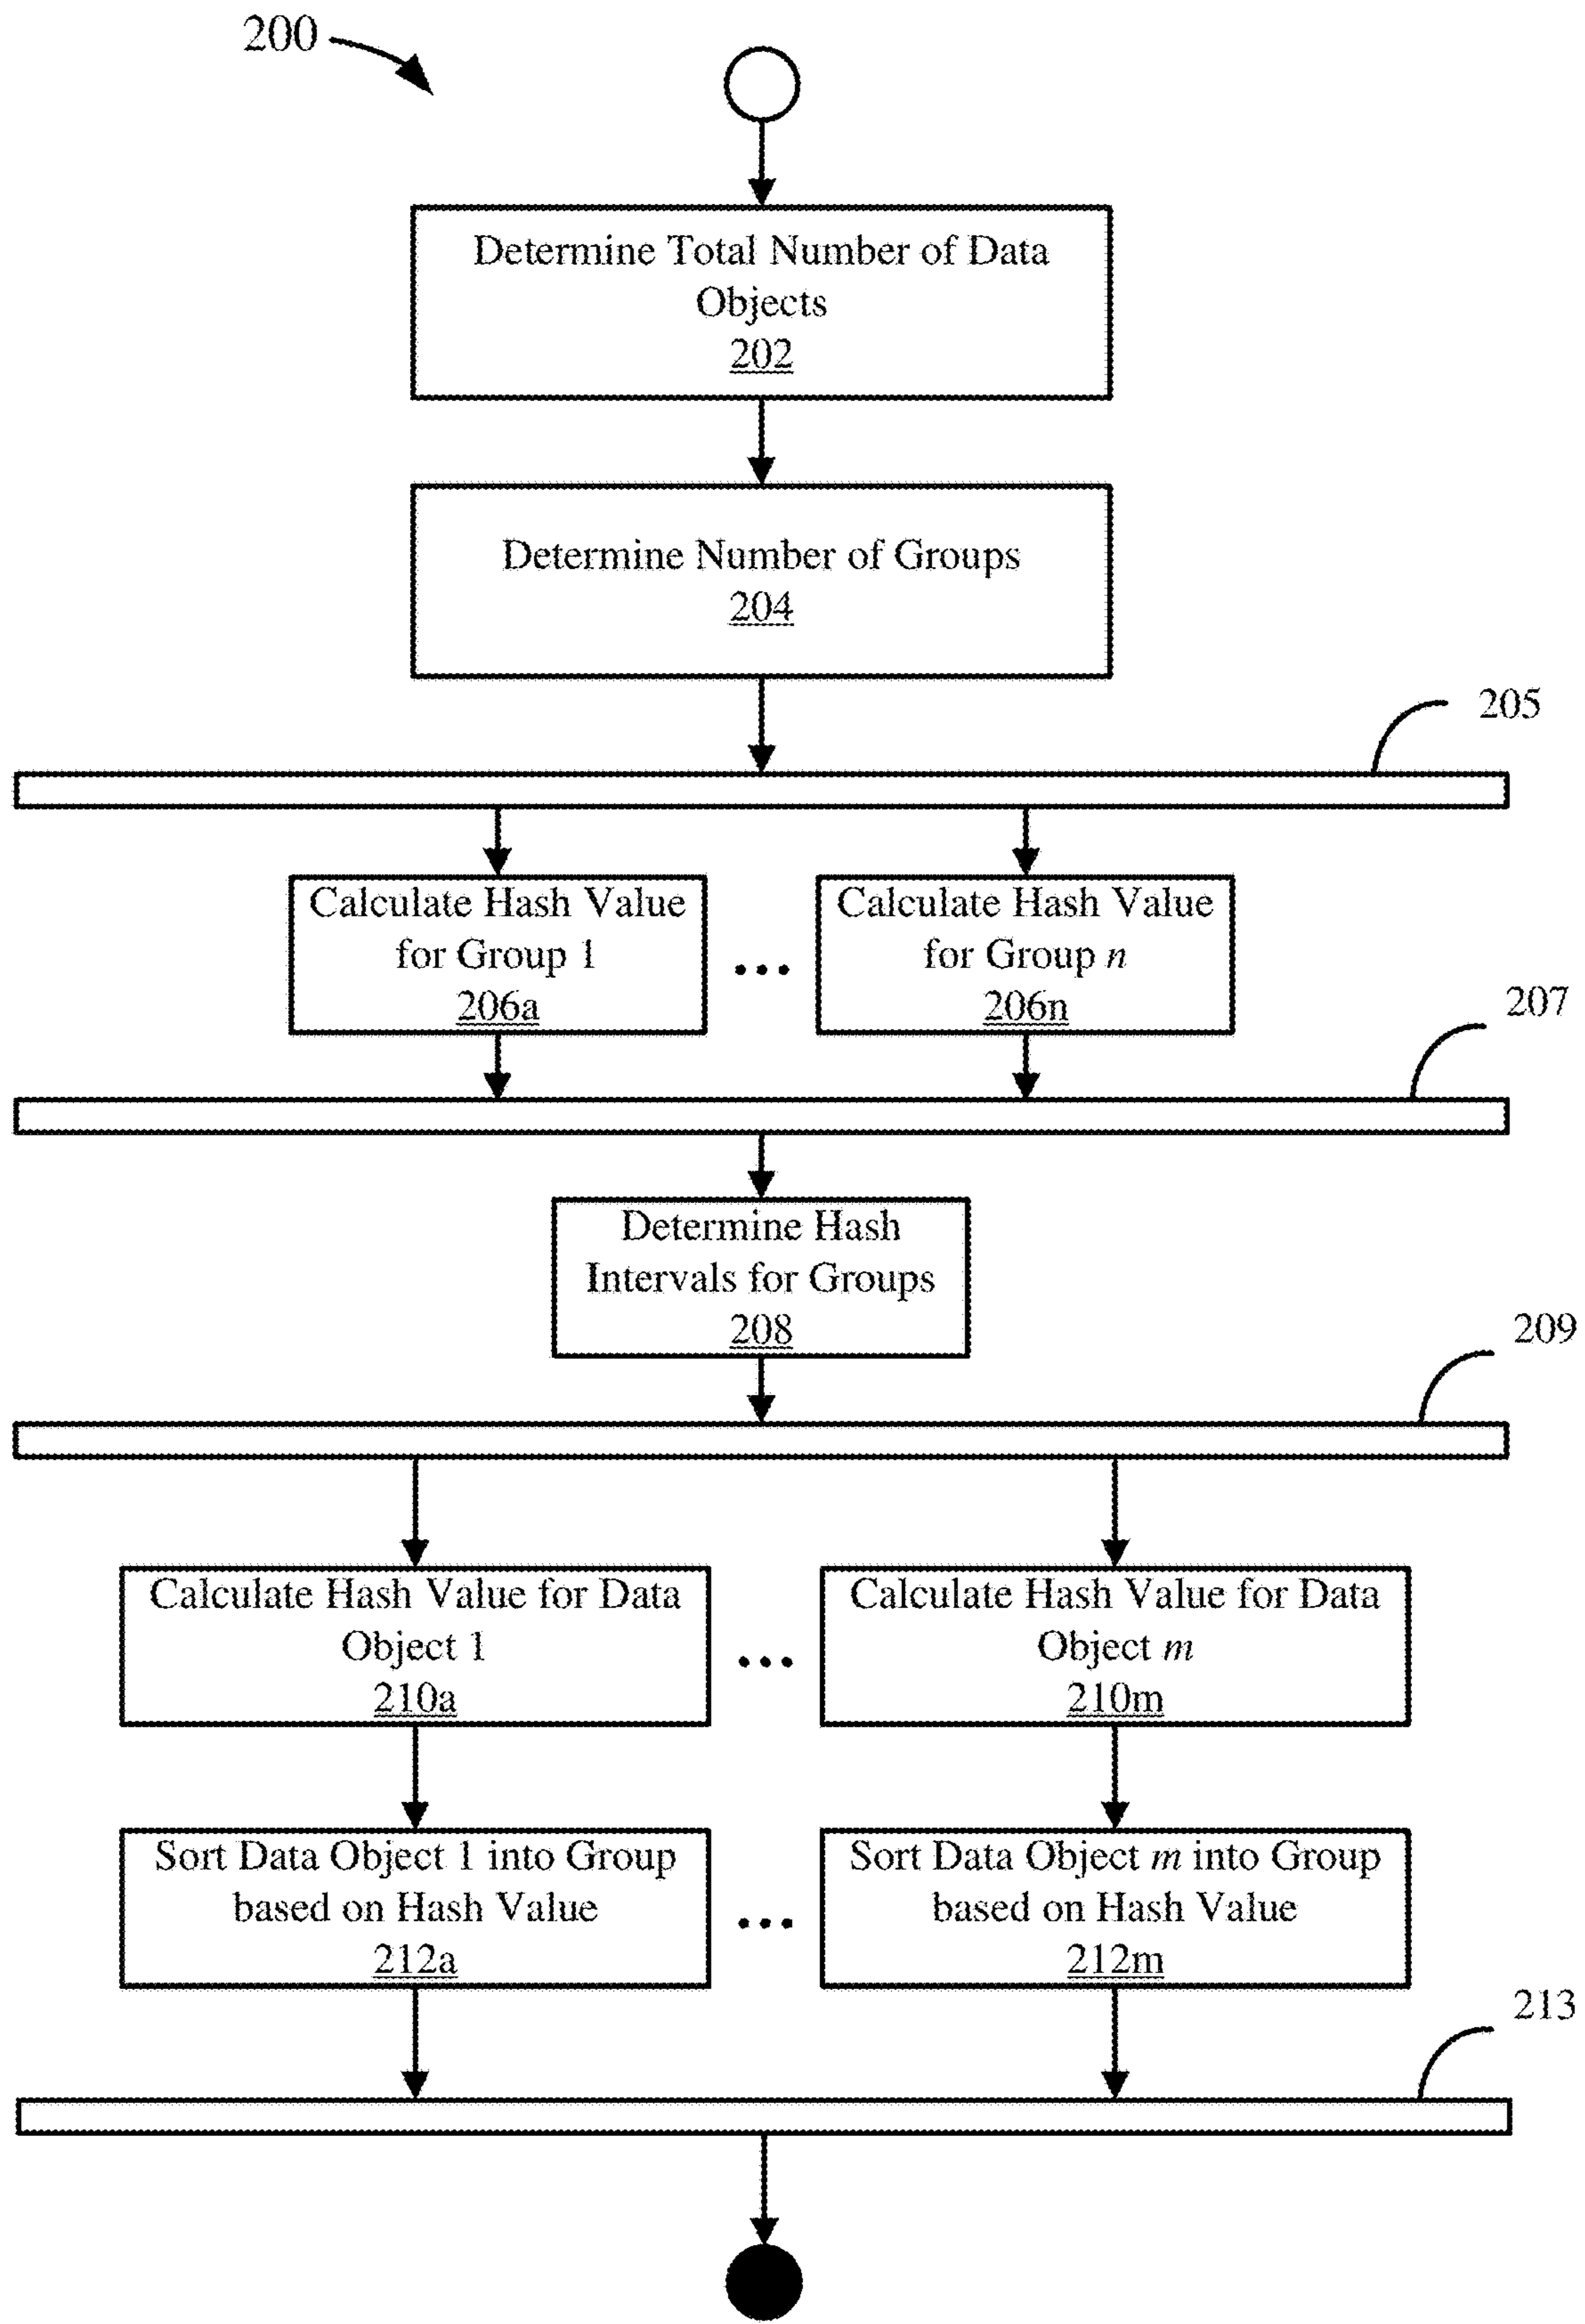 200
Determine Total Number of Data
Objects
202
Determine Number of Groups
204
205
Calculate Hash Value
for Group 1
206a
...
Calculate Hash Value
for Group n
206n
207
Determine Hash
Intervals for Groups
208
209
Calculate Hash Value for Data
Object 1
210a
...
Calculate Hash Value for Data
Object m
210m
Sort Data Object 1 into Group
based on Hash Value
212a
...
Sort Data Object m into Group
based on Hash Value
212m
213